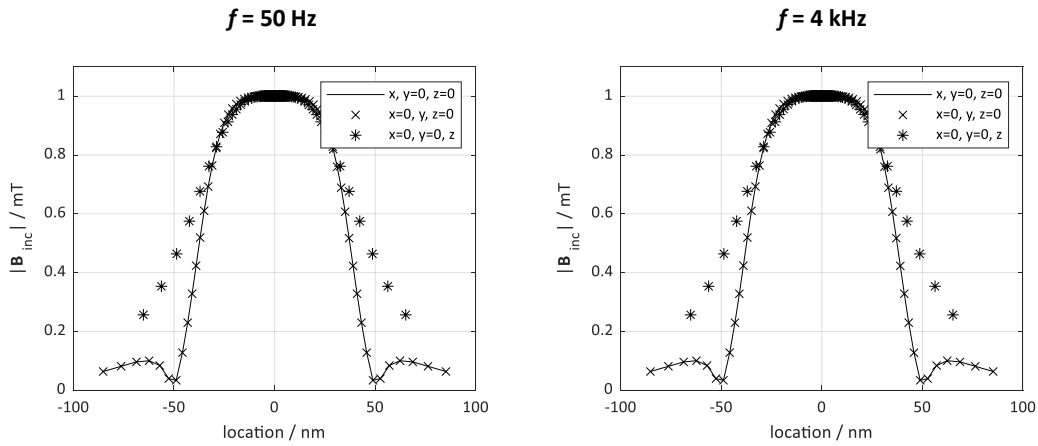 f = 50 Hz
1
0.8
0.6
0.4
0.2
0
-100
-50
0
50
100
|B inc| / mT
location / nm
x, y=0, z=0
x=0, y, z=0
x=0, y=0, z
f = 4 kHz
1
0.8
0.6
0.4
0.2
0
-100
-50
0
50
100
|B inc| / mT
location / nm
x, y=0, z=0
x=0, y, z=0
x=0, y=0, z